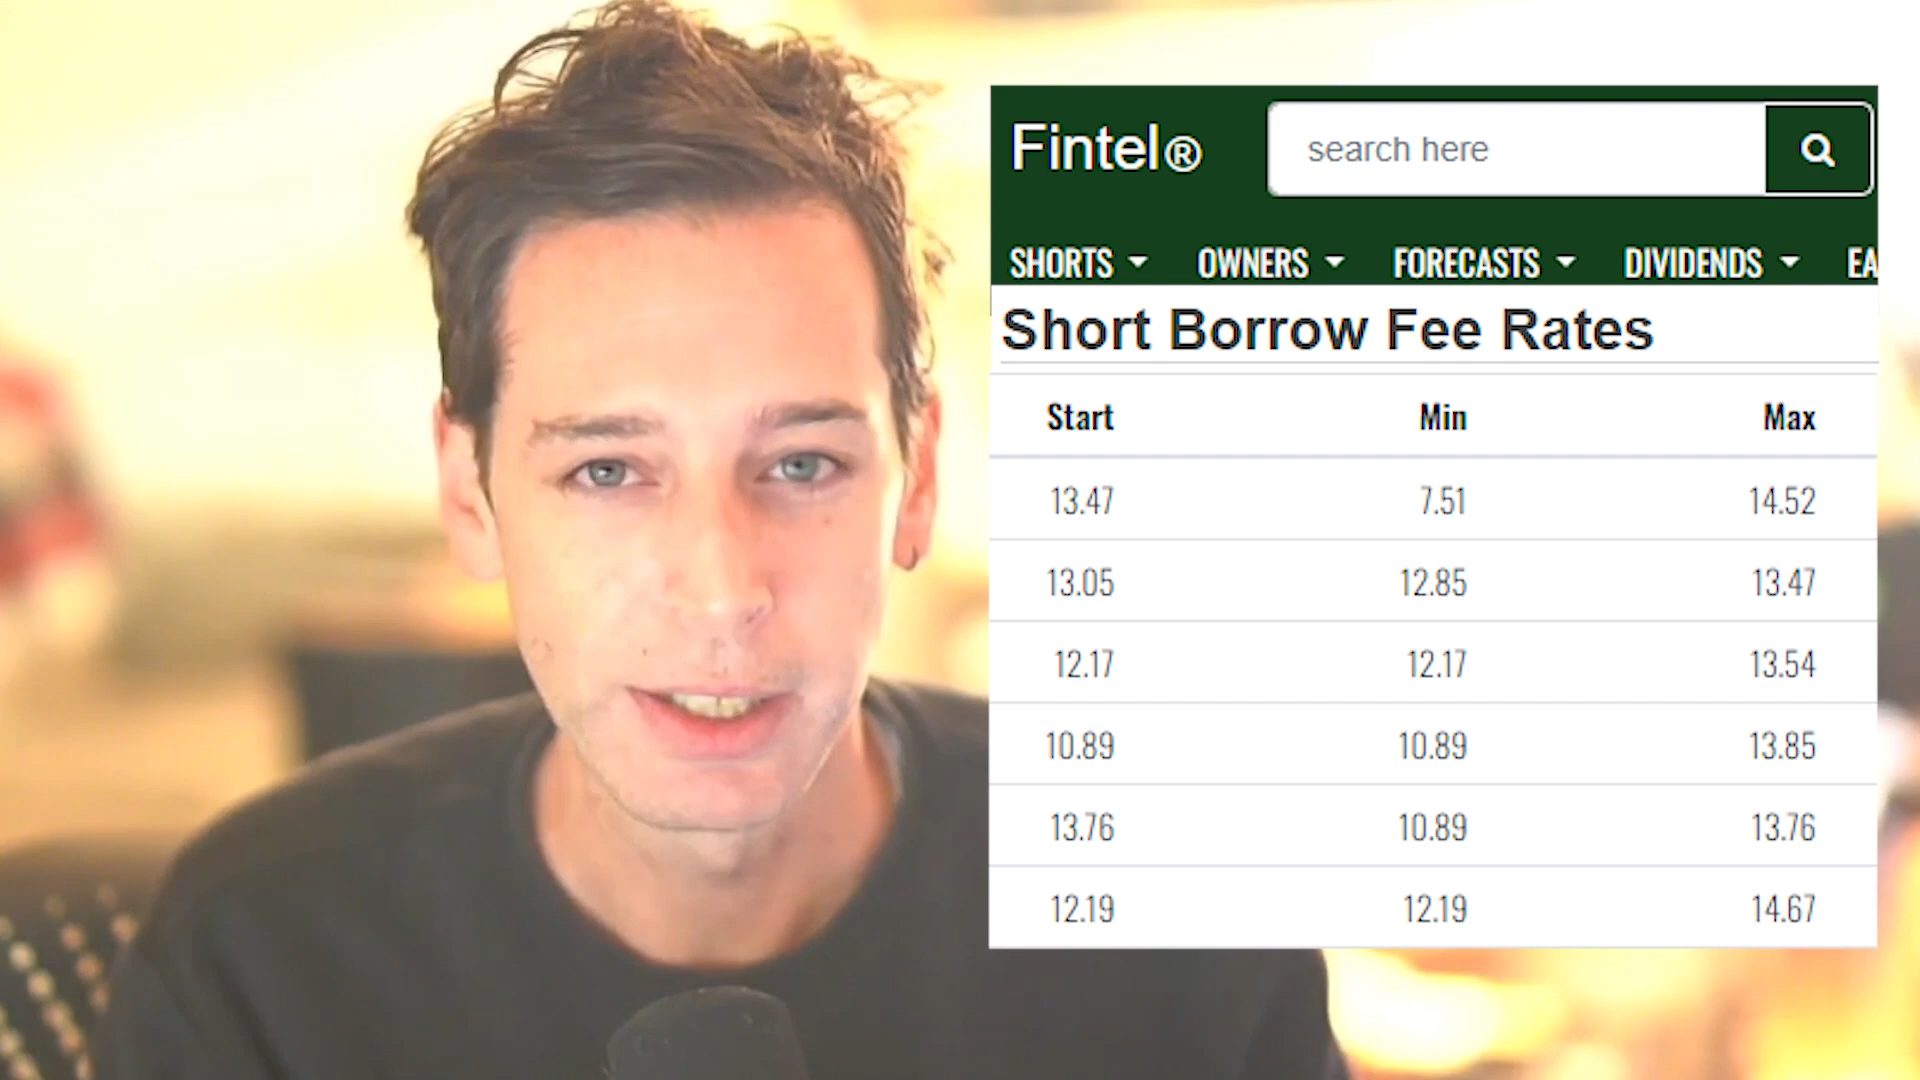 Fintel®
search here
SHORTS OWNERS FORECASTS DIVIDENDS EA
Short Borrow Fee Rates
Start Min Max
13.47 7.51 14.52
13.05 12.85 13.47
12.17 12.17 13.54
10.89 10.89 13.85
13.76 10.89 13.76
12.19 12.19 14.67